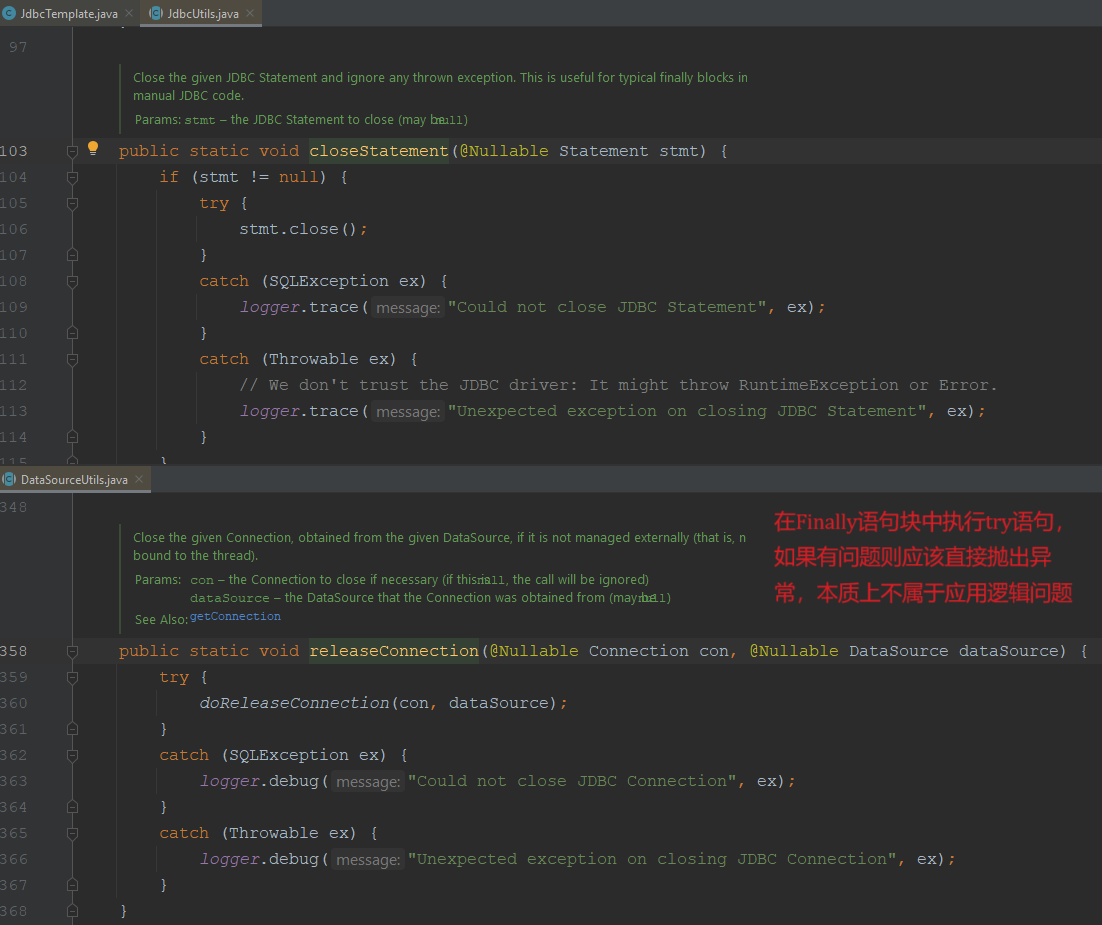 JdbcTemplate.java × JdbcUtils.java ×
97
Close the given JDBC Statement and ignore any thrown exception. This is useful for typical finally blocks in
manual JDBC code.
Params: stmt – the JDBC Statement to close (may be null)
103 public static void closeStatement(@Nullable Statement stmt) {
104 if (stmt != null) {
105 try {
106 stmt.close();
107 }
108 catch (SQLException ex) {
109 logger.trace( message: "Could not close JDBC Statement", ex);
110 }
111 catch (Throwable ex) {
112 // We don't trust the JDBC driver: It might throw RuntimeException or Error.
113 logger.trace( message: "Unexpected exception on closing JDBC Statement", ex);
114 }
115 }
DataSourceUtils.java ×
348
Close the given Connection, obtained from the given DataSource, if it is not managed externally (that is, n
bound to the thread).
Params: con – the Connection to close if necessary (if this is null, the call will be ignored)
dataSource – the DataSource that the Connection was obtained from (may be null)
See Also: getConnection
在Finally语句块中执行try语句，
如果有问题则应该直接抛出异
常，本质上不属于应用逻辑问题
358 public static void releaseConnection(@Nullable Connection con, @Nullable DataSource dataSource) {
359 try {
360 doReleaseConnection(con, dataSource);
361 }
362 catch (SQLException ex) {
363 logger.debug( message: "Could not close JDBC Connection", ex);
364 }
365 catch (Throwable ex) {
366 logger.debug( message: "Unexpected exception on closing JDBC Connection", ex);
367 }
368 }